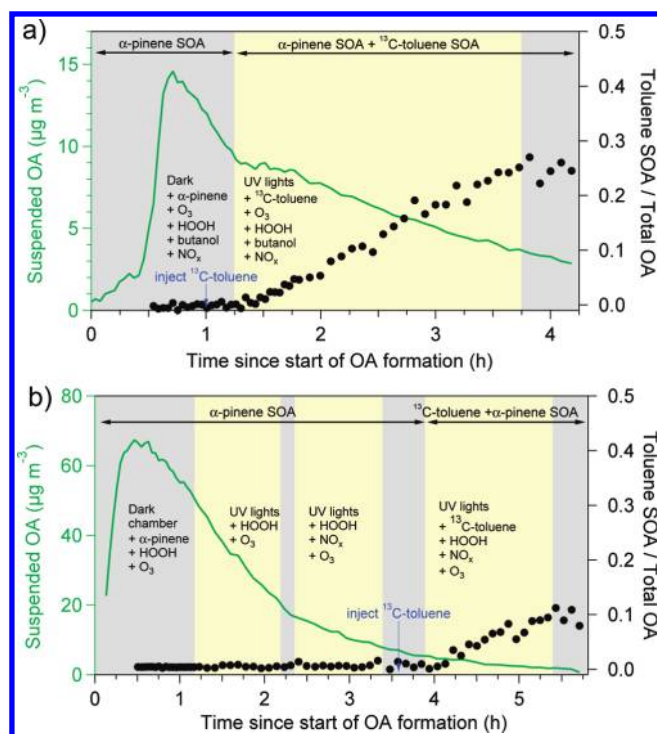 a)
α-pinene SOA
α-pinene SOA + ¹³C-toluene SOA
Suspended OA (µg m⁻³)
15
10
5
0
Dark
+ α-pinene
+ O₃
+ HOOH
+ butanol
+ NOₓ
UV lights
+ ¹³C-toluene
+ O₃
+ HOOH
+ butanol
+ NOₓ
inject ¹³C-toluene
0.5
0.4
0.3
0.2
0.1
0.0
Toluene SOA / Total OA
0
1
2
3
4
Time since start of OA formation (h)
b)
α-pinene SOA
¹³C-toluene +α-pinene SOA
Suspended OA (µg m⁻³)
80
60
40
20
0
Dark
chamber
+ α-pinene
+ HOOH
+ O₃
UV lights
+ HOOH
+ O₃
UV lights
+ HOOH
+ NOₓ
+ O₃
UV lights
+ ¹³C-toluene
+ HOOH
+ NOₓ
+ O₃
inject ¹³C-toluene
0.5
0.4
0.3
0.2
0.1
0.0
Toluene SOA / Total OA
0
1
2
3
4
5
Time since start of OA formation (h)